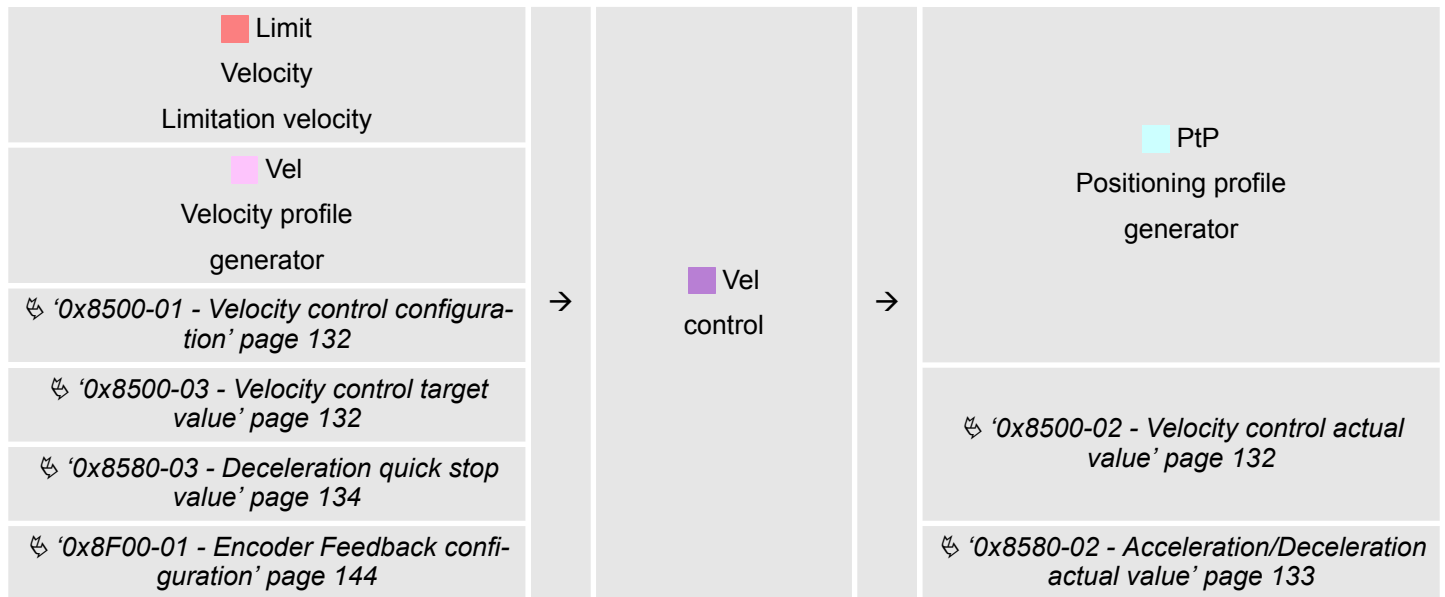 Limit
Velocity
Limitation velocity
Vel
Velocity profile
generator
↳ '0x8500-01 - Velocity control configura-
tion' page 132
↳ '0x8500-03 - Velocity control target
value' page 132
↳ '0x8580-03 - Deceleration quick stop
value' page 134
↳ '0x8F00-01 - Encoder Feedback confi-
guration' page 144
→
Vel
control
→
PtP
Positioning profile
generator
↳ '0x8500-02 - Velocity control actual
value' page 132
↳ '0x8580-02 - Acceleration/Deceleration
actual value' page 133